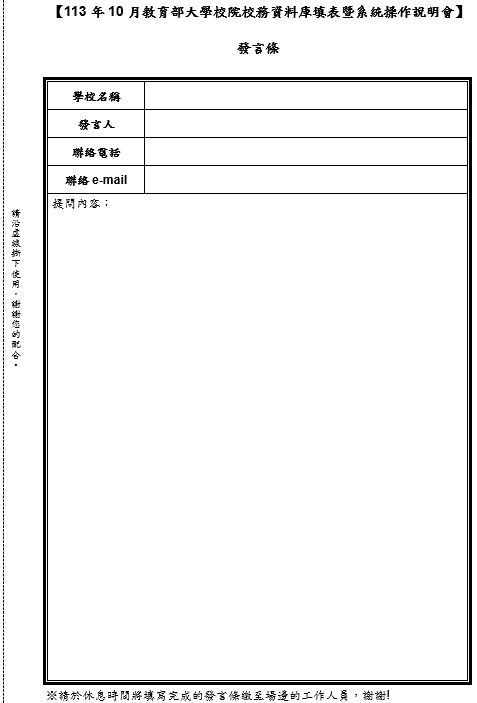 【113 年 10 月教育部大學校院校務資料庫填表暨系統操作說明會】
發言條
學校名稱
發言人
聯絡電話
聯絡 e-mail
提問內容：
請沿虛線撕下使用，謝謝您的配合。
※請於休息時間將填寫完成的發言條繳至場邊的工作人員，謝謝!